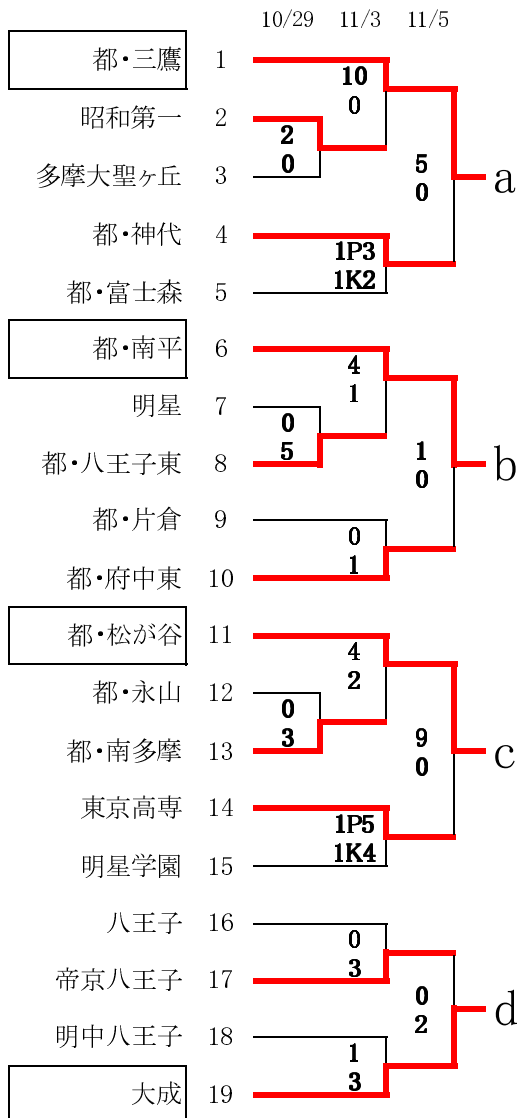 10/29 11/3 11/5
都・三鷹 1
10
昭和第一 2
0
2
0
多摩大聖ヶ丘 3
5
0
a
都・神代 4
1P3
1K2
都・富士森 5
都・南平 6
4
1
明星 7
0
5
都・八王子東 8
1
0
b
都・片倉 9
0
1
都・府中東 10
都・松が谷 11
4
2
都・永山 12
0
3
都・南多摩 13
9
0
c
東京高専 14
1P5
1K4
明星学園 15
八王子 16
0
3
帝京八王子 17
0
2
d
明中八王子 18
1
3
大成 19